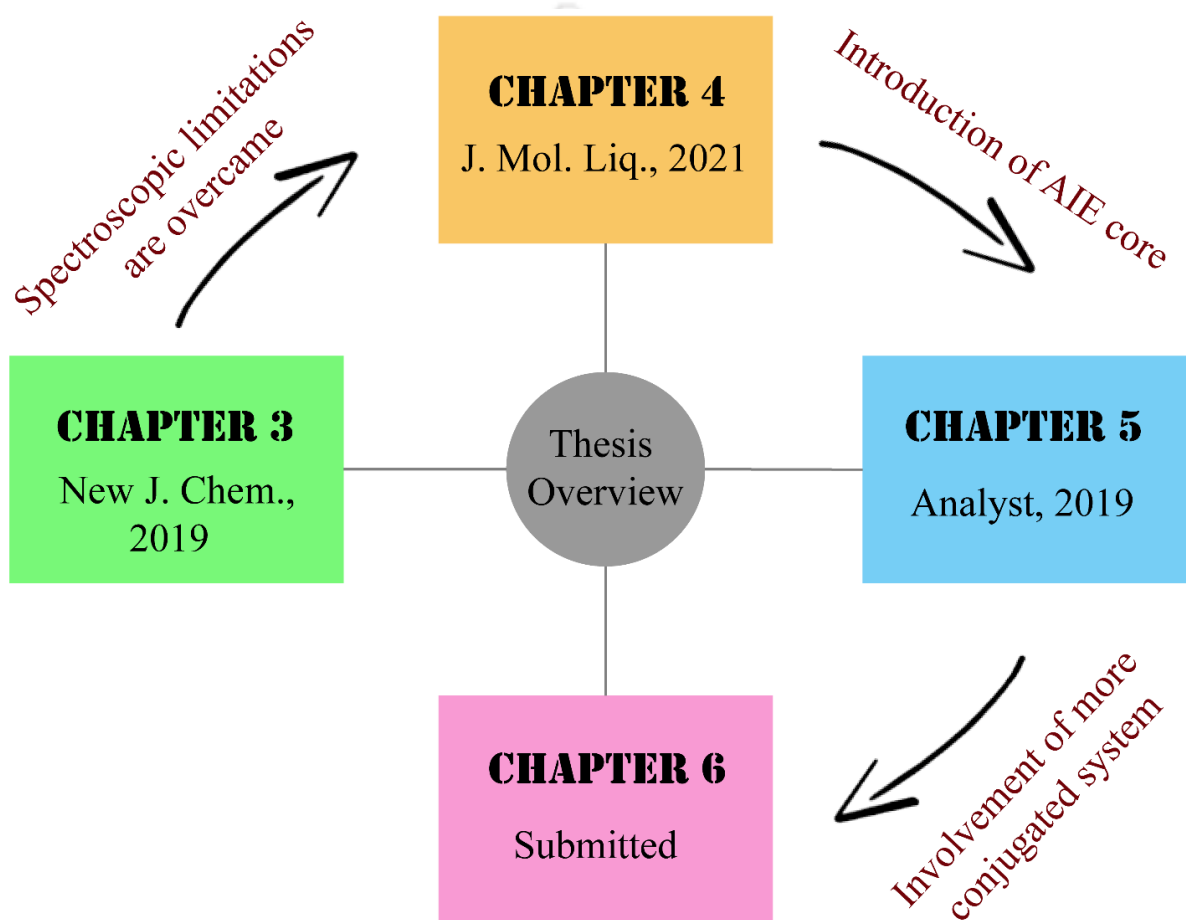 CHAPTER 4
J. Mol. Liq., 2021
Spectroscopic limitations
are overcame
Introduction of AIE core
CHAPTER 3
New J. Chem.,
2019
Thesis
Overview
CHAPTER 5
Analyst, 2019
CHAPTER 6
Submitted
Involvement of more
conjugated system